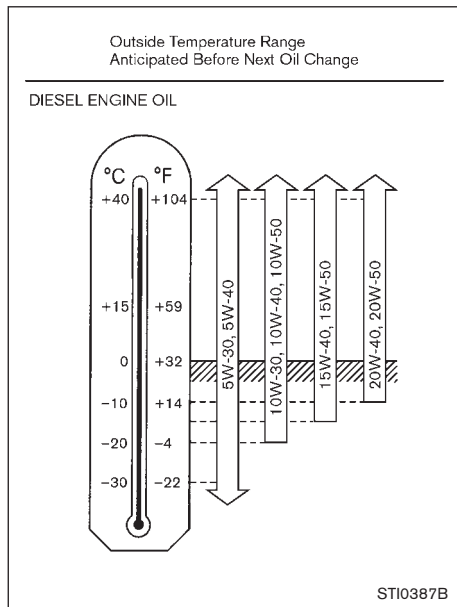 Outside Temperature Range
Anticipated Before Next Oil Change
DIESEL ENGINE OIL
°C °F
+40 +104
+15 +59
0 +32
−10 +14
−20 −4
−30 −22
5W-30, 5W-40
10W-30, 10W-40, 10W-50
15W-40, 15W-50
20W-40, 20W-50
STI0387B